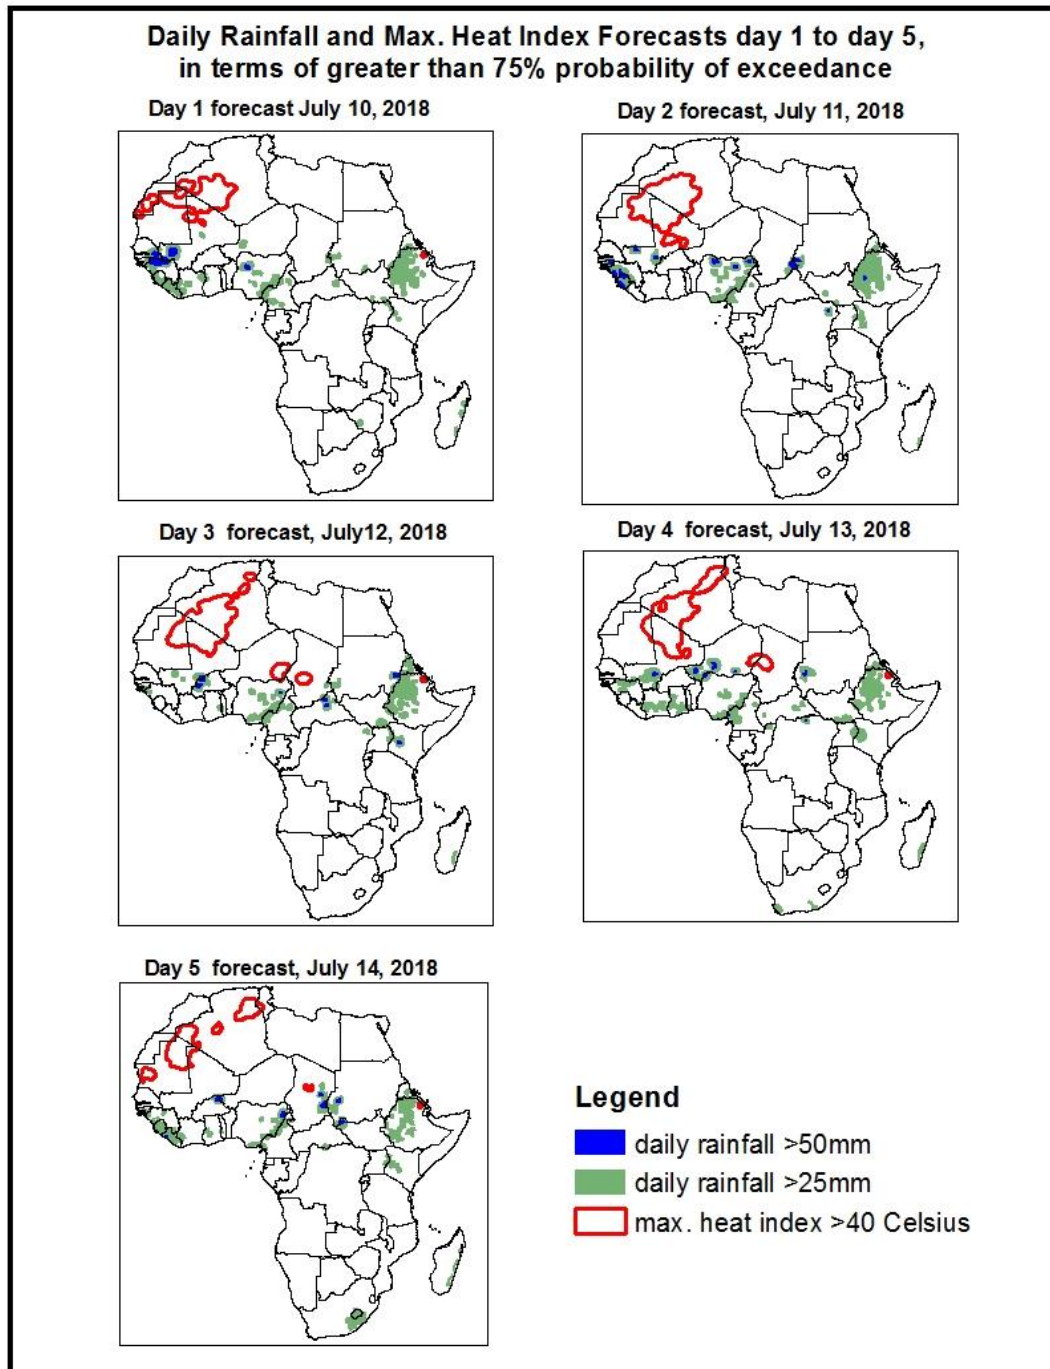 Daily Rainfall and Max. Heat Index Forecasts day 1 to day 5,
in terms of greater than 75% probability of exceedance
Day 1 forecast July 10, 2018
Day 2 forecast, July 11, 2018
Day 3 forecast, July12, 2018
Day 4 forecast, July 13, 2018
Day 5 forecast, July 14, 2018
Legend
daily rainfall >50mm
daily rainfall >25mm
max. heat index >40 Celsius